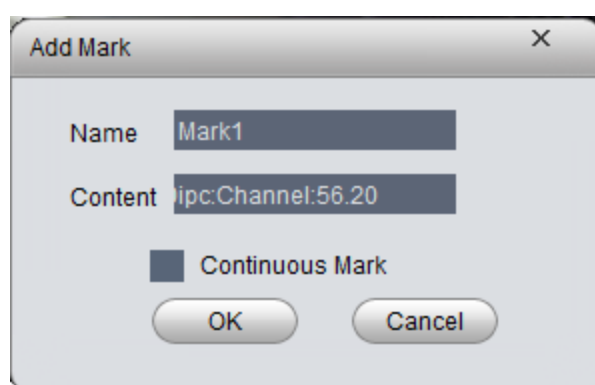 Add Mark
Name Mark1
Content ipc:Channel:56.20
Continuous Mark
OK Cancel